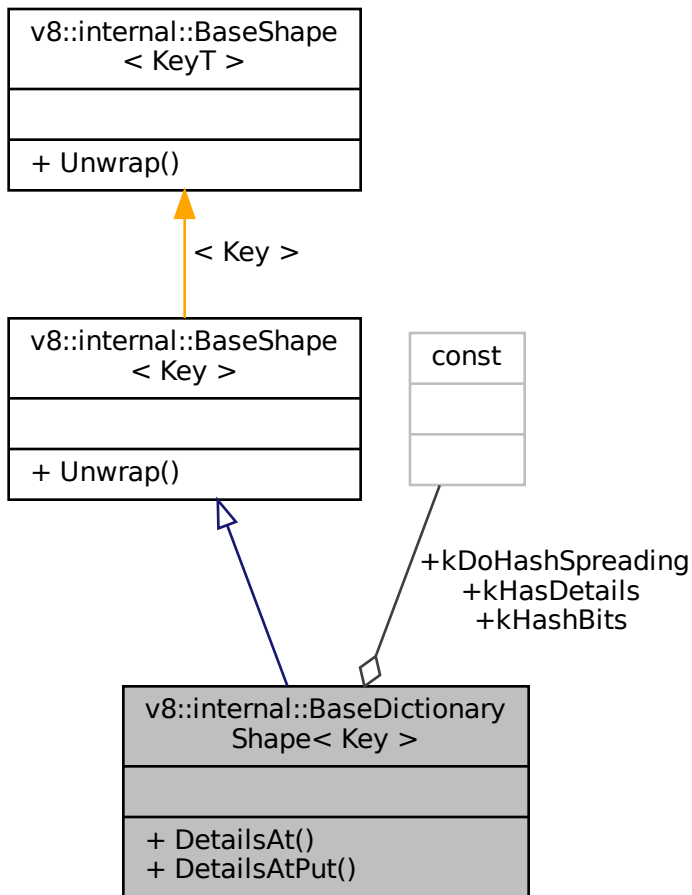 v8::internal::BaseShape
< KeyT >
+ Unwrap()
< Key >
v8::internal::BaseShape
< Key >
+ Unwrap()
const
+kDoHashSpreading
+kHasDetails
+kHashBits
v8::internal::BaseDictionary
Shape< Key >
+ DetailsAt()
+ DetailsAtPut()